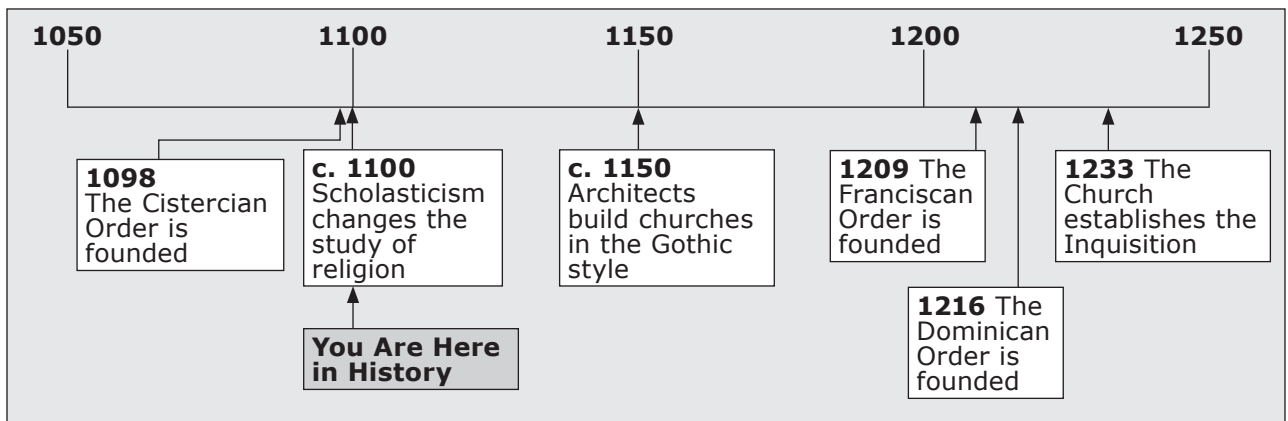 1050
1100
1150
1200
1250
1098
The Cistercian
Order is
founded
c. 1100
Scholasticism
changes the
study of
religion
c. 1150
Architects
build churches
in the Gothic
style
1209 The
Franciscan
Order is
founded
1233 The
Church
establishes the
Inquisition
1216 The
Dominican
Order is
founded
You Are Here
in History